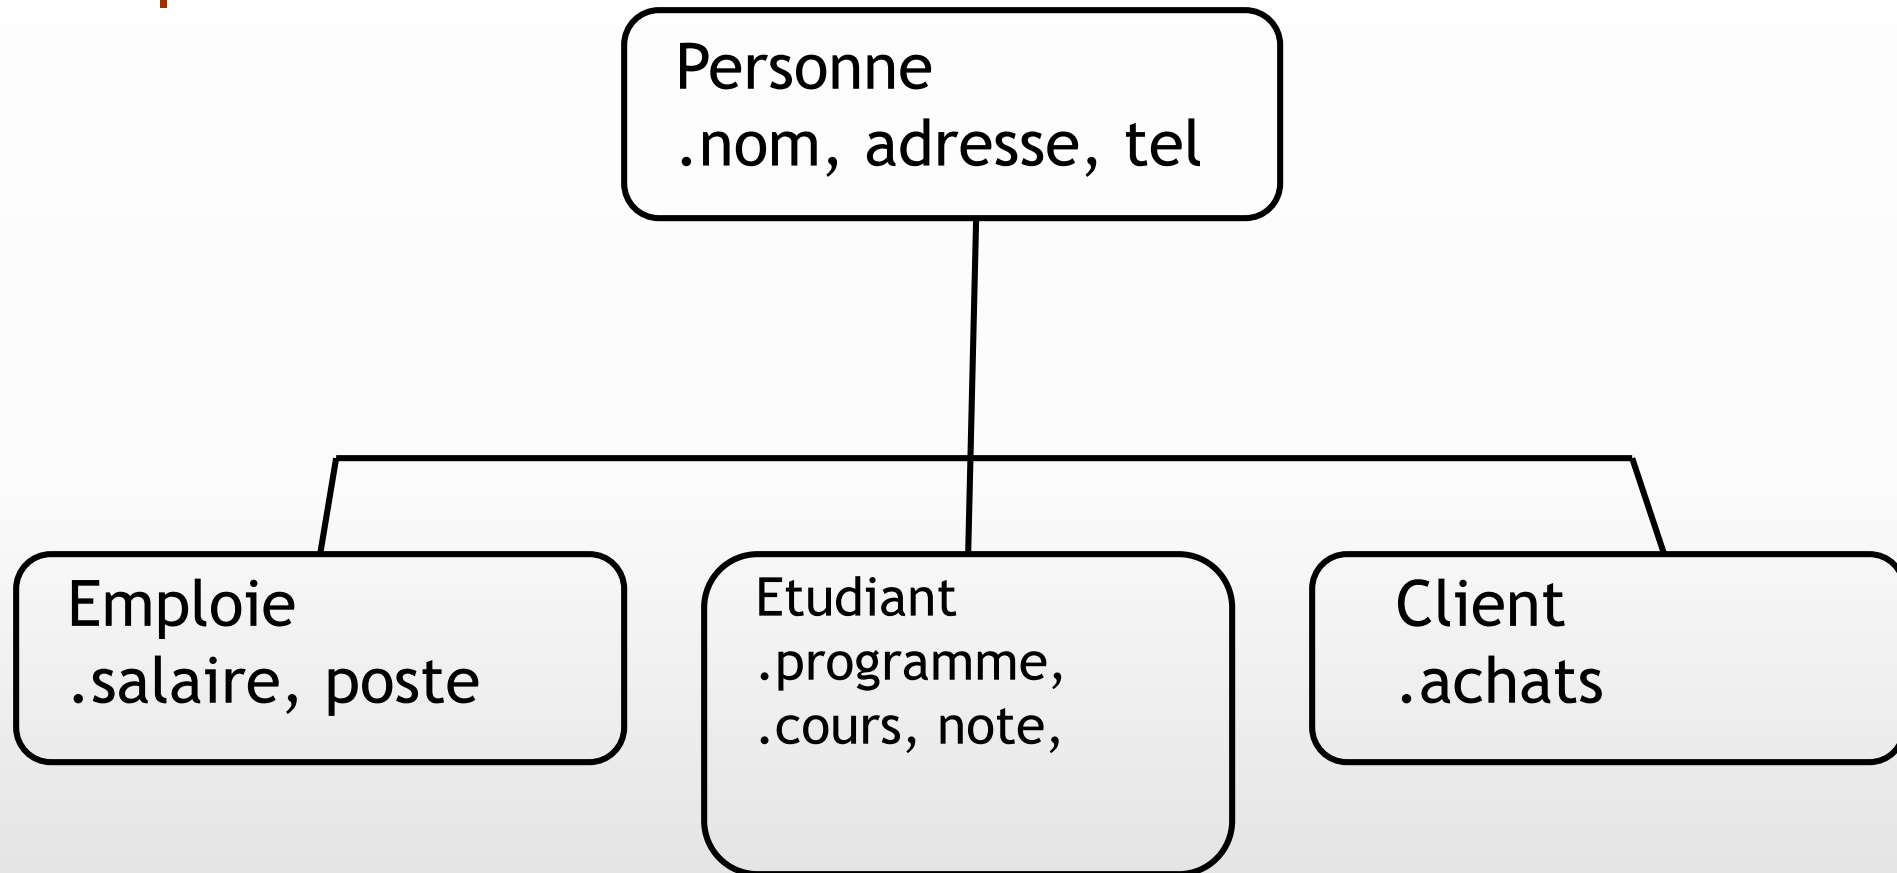 Personne
.nom, adresse, tel
Emploie
.salaire, poste
Etudiant
.programme,
.cours, note,
Client
.achats